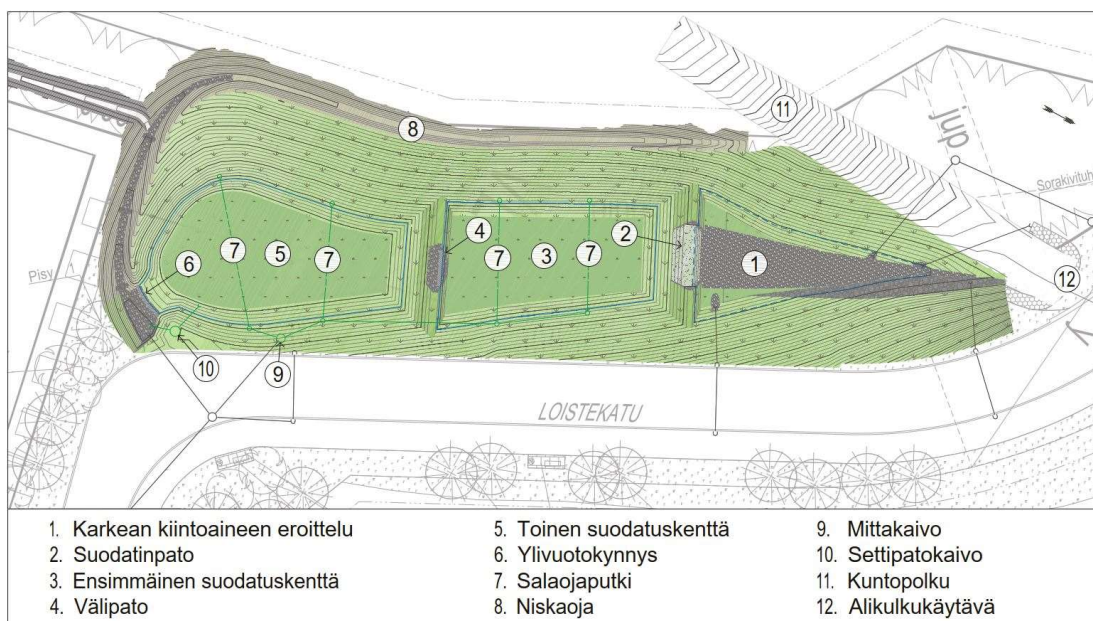 11
8
dhj
Sorakivituh
4
2
7
5
7
7
3
7
1
Pisy
6
12
10
9
LOISTEKATU
1. Karkean kiintoaineen eroittelu
2. Suodatinpato
3. Ensimmäinen suodatuskenttä
4. Välipato
5. Toinen suodatuskenttä
6. Ylivuotokynnys
7. Salaojaputki
8. Niskaoja
9. Mittakaivo
10. Settipatokaivo
11. Kuntopolku
12. Alikulkukäytävä